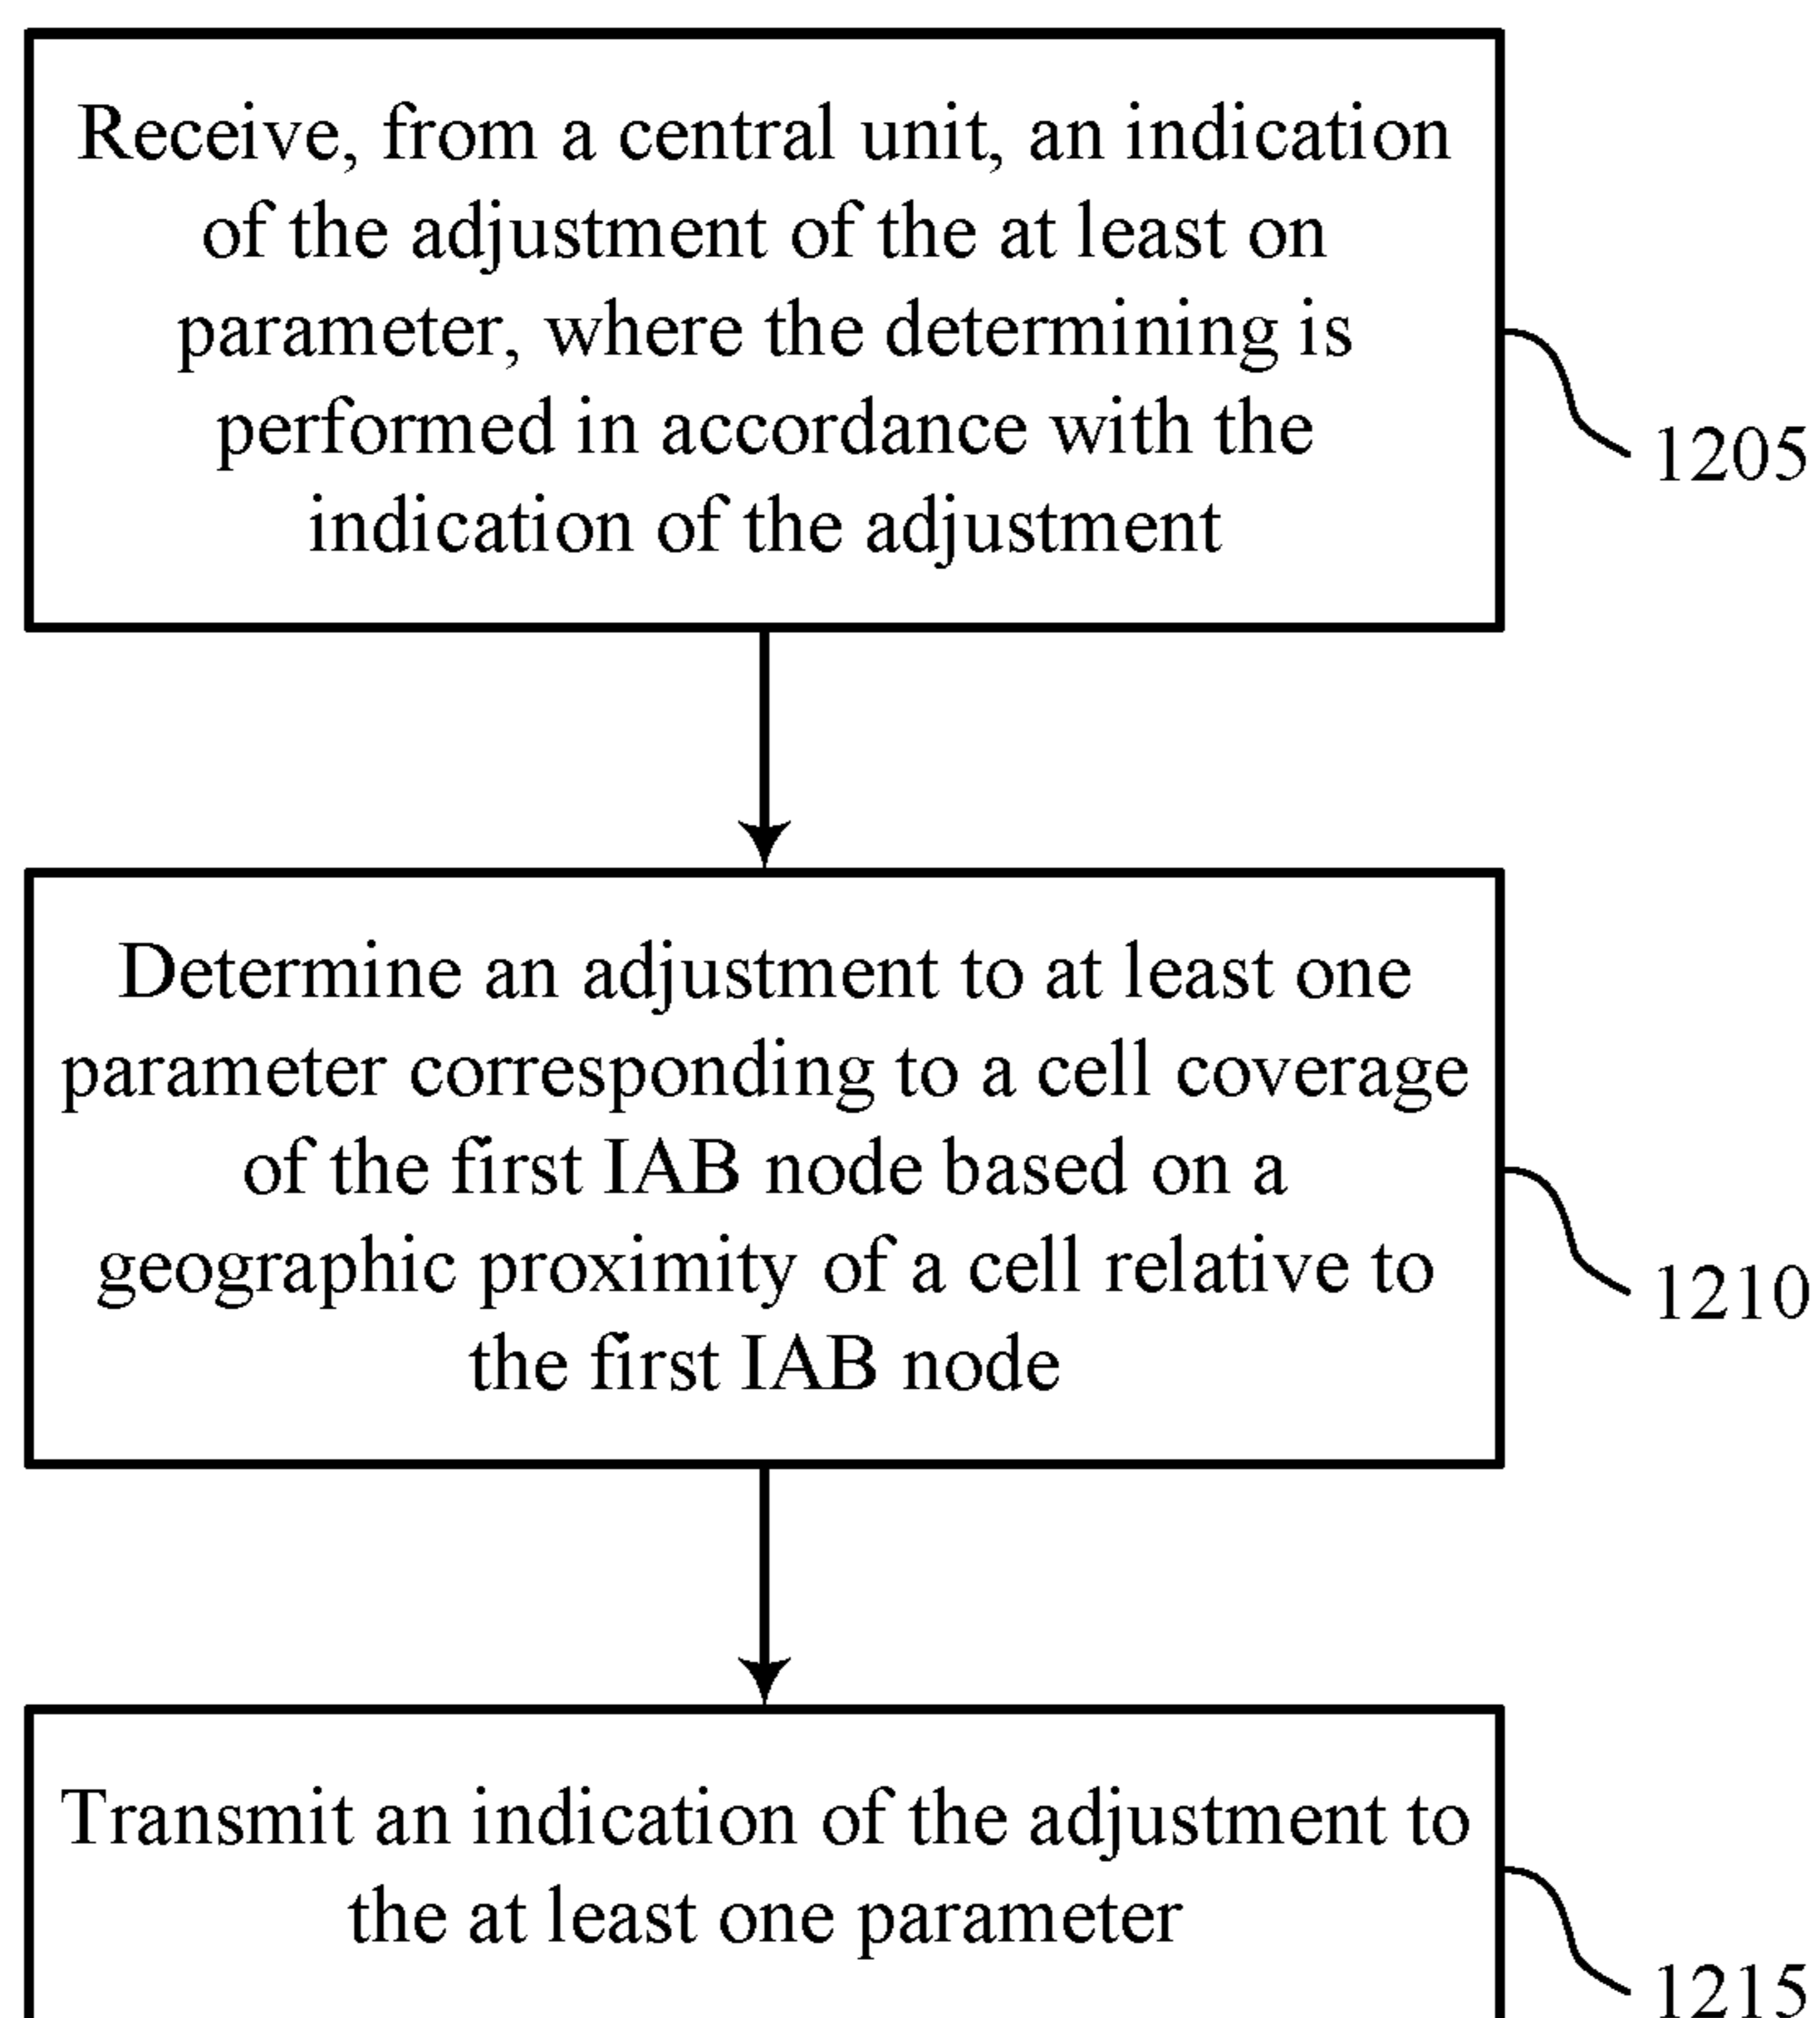 Receive, from a central unit, an indication
of the adjustment of the at least on
parameter, where the determining is
performed in accordance with the
indication of the adjustment
1205
Determine an adjustment to at least one
parameter corresponding to a cell coverage
of the first IAB node based on a
geographic proximity of a cell relative to
the first IAB node
1210
Transmit an indication of the adjustment to
the at least one parameter
1215